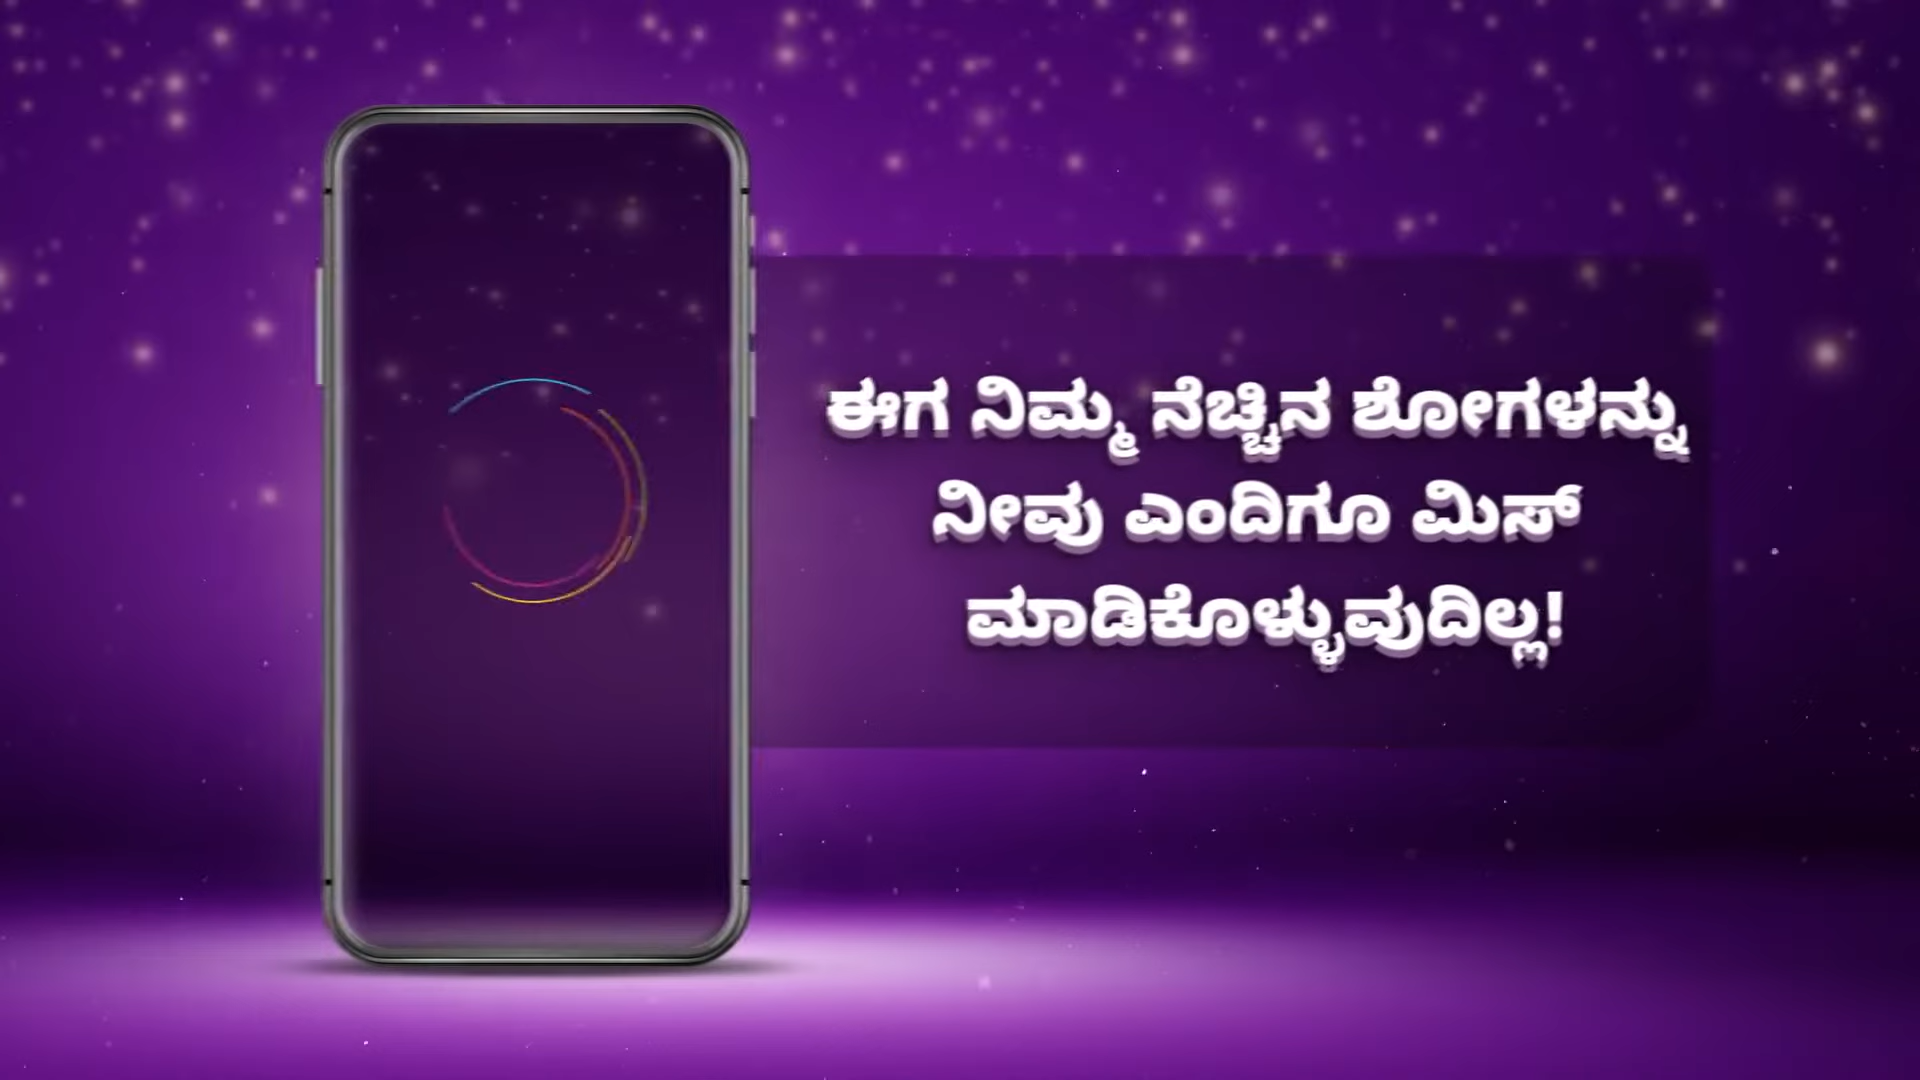 ಈಗ ನಿಮ್ಮ ನೆಚ್ಚಿನ ಶೋಗಳನ್ನು
ನೀವು ಎಂದಿಗೂ ಮಿಸ್
ಮಾಡಿಕೊಳ್ಳುವುದಿಲ್ಲ!